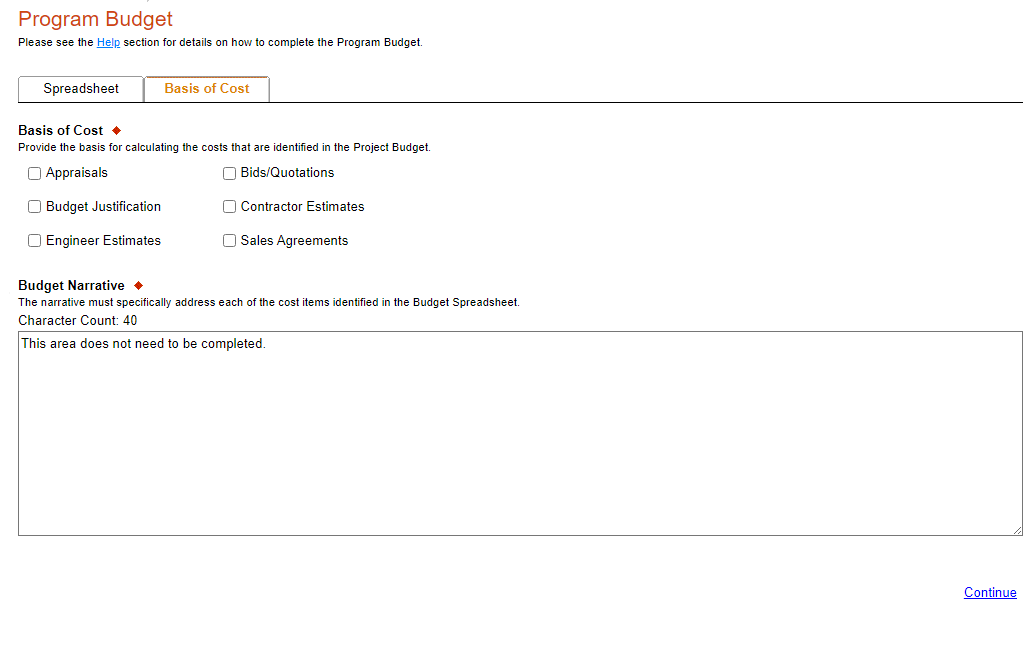 Program Budget
Please see the Help section for details on how to complete the Program Budget.
Spreadsheet Basis of Cost
Basis of Cost
Provide the basis for calculating the costs that are identified in the Project Budget.
Appraisals Bids/Quotations
Budget Justification Contractor Estimates
Engineer Estimates Sales Agreements
Budget Narrative
The narrative must specifically address each of the cost items identified in the Budget Spreadsheet.
Character Count: 40
This area does not need to be completed.
Continue